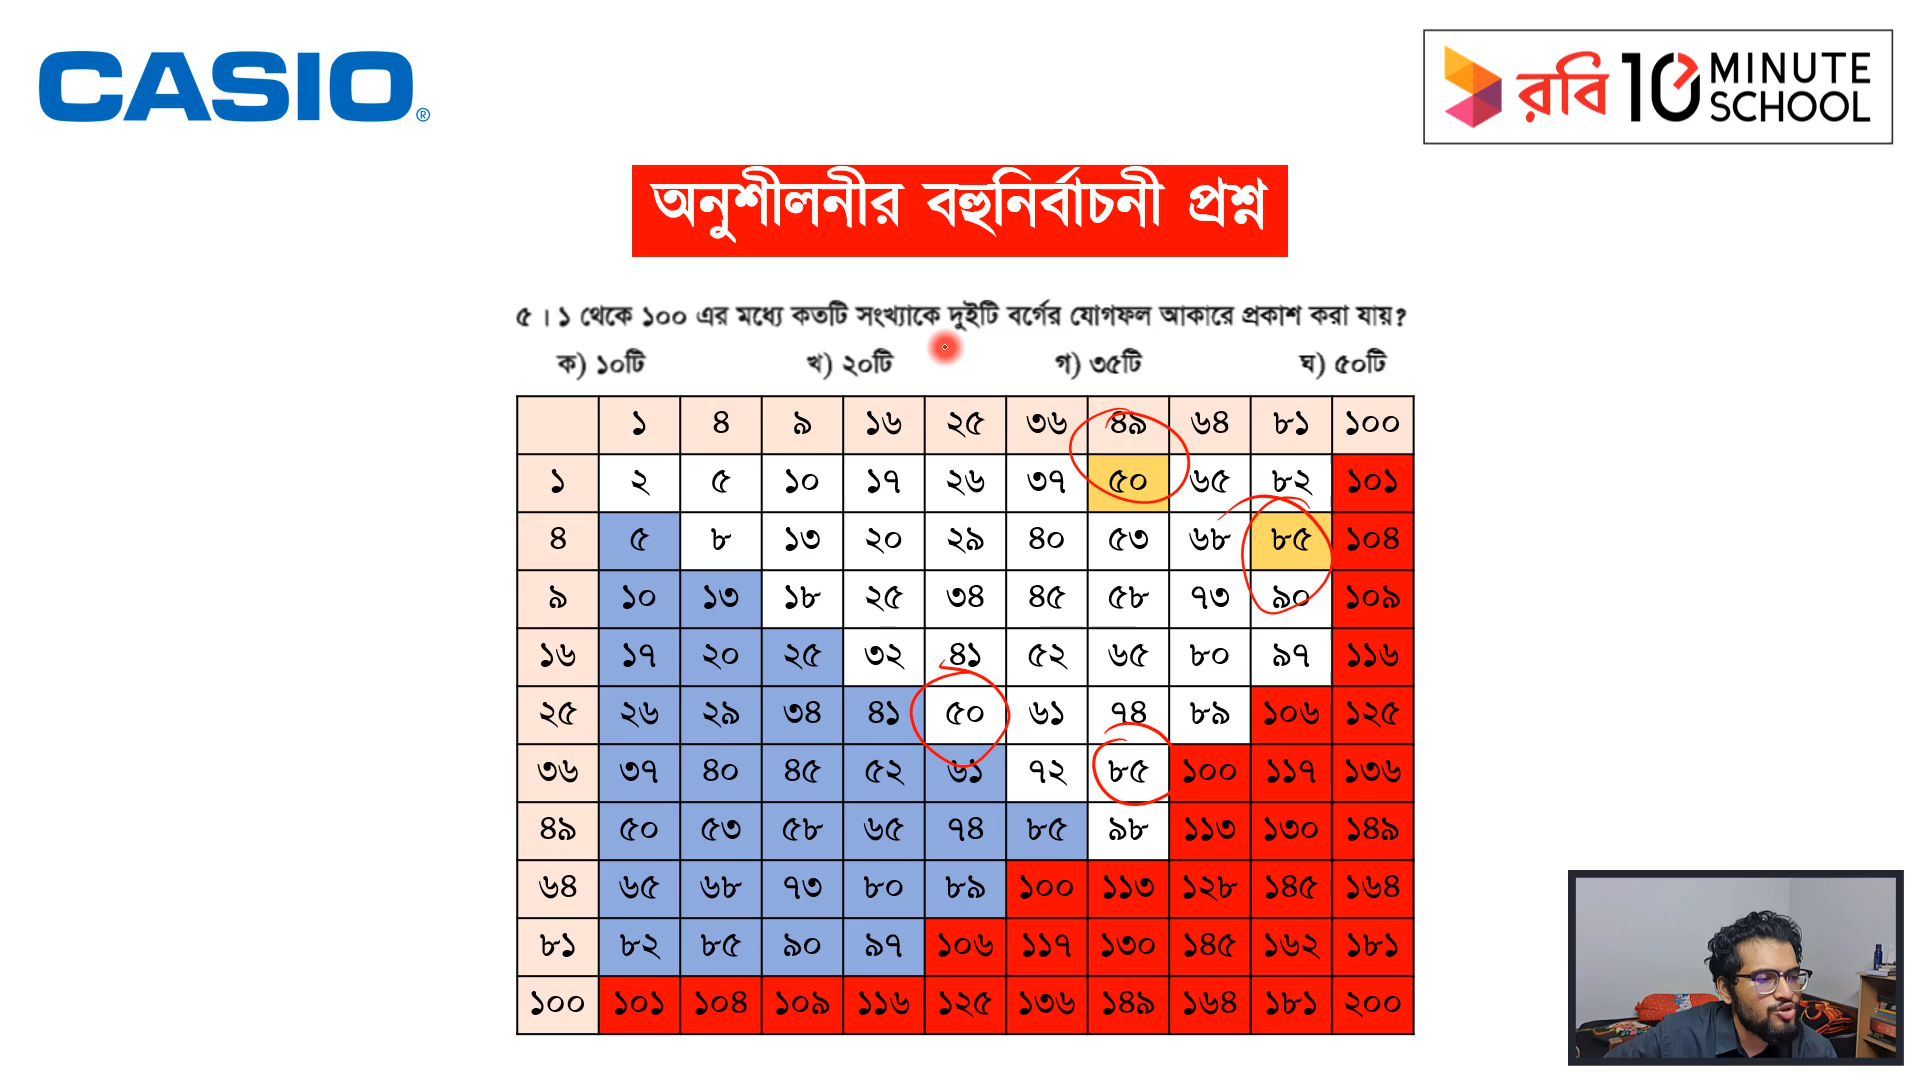 CASIO®
রবি 10 MINUTE SCHOOL
অনুশীলনীর বহুনির্বাচনী প্রশ্ন
৫। ১ থেকে ১০০ এর মধ্যে কতটি সংখ্যাকে দুইটি বর্গের যোগফল আকারে প্রকাশ করা যায়?
ক) ১০টি খ) ২০টি গ) ৩৫টি ঘ) ৫০টি
১ ৪ ৯ ১৬ ২৫ ৩৬ ৪৯ ৬৪ ৮১ ১০০
১ ২ ৫ ১০ ১৭ ২৬ ৩৭ ৫০ ৬৫ ৮২ ১০১
৪ ৫ ৮ ১৩ ২০ ২৯ ৪০ ৫৩ ৬৮ ৮৫ ১০৪
৯ ১০ ১৩ ১৮ ২৫ ৩৪ ৪৫ ৫৮ ৭৩ ৯০ ১০৯
১৬ ১৭ ২০ ২৫ ৩২ ৪১ ৫২ ৬৫ ৮০ ৯৭ ১১৬
২৫ ২৬ ২৯ ৩৪ ৪১ ৫০ ৬১ ৭৪ ৮৯ ১০৬ ১২৫
৩৬ ৩৭ ৪০ ৪৫ ৫২ ৬১ ৭২ ৮৫ ১০০ ১১৭ ১৩৬
৪৯ ৫০ ৫৩ ৫৮ ৬৫ ৭৪ ৮৫ ৯৮ ১১৩ ১৩০ ১৪৯
৬৪ ৬৫ ৬৮ ৭৩ ৮০ ৮৯ ১০০ ১১৩ ১২৮ ১৪৫ ১৬৪
৮১ ৮২ ৮৫ ৯০ ৯৭ ১০৬ ১১৭ ১৩০ ১৪৫ ১৬২ ১৮১
১০০ ১০১ ১০৪ ১০৯ ১১৬ ১২৫ ১৩৬ ১৪৯ ১৬৪ ১৮১ ২০০